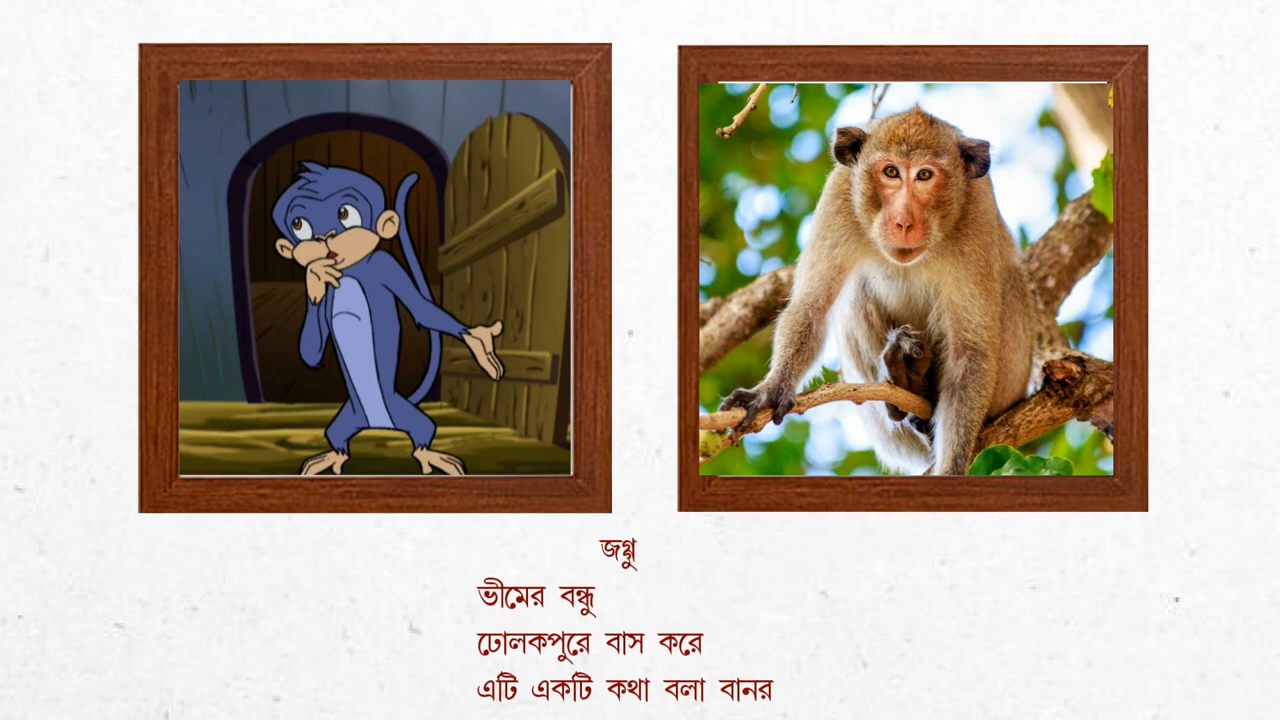 জগ্গু
ভীমের বন্ধু
ঢোলকপুরে বাস করে
এটি একটি কথা বলা বানর